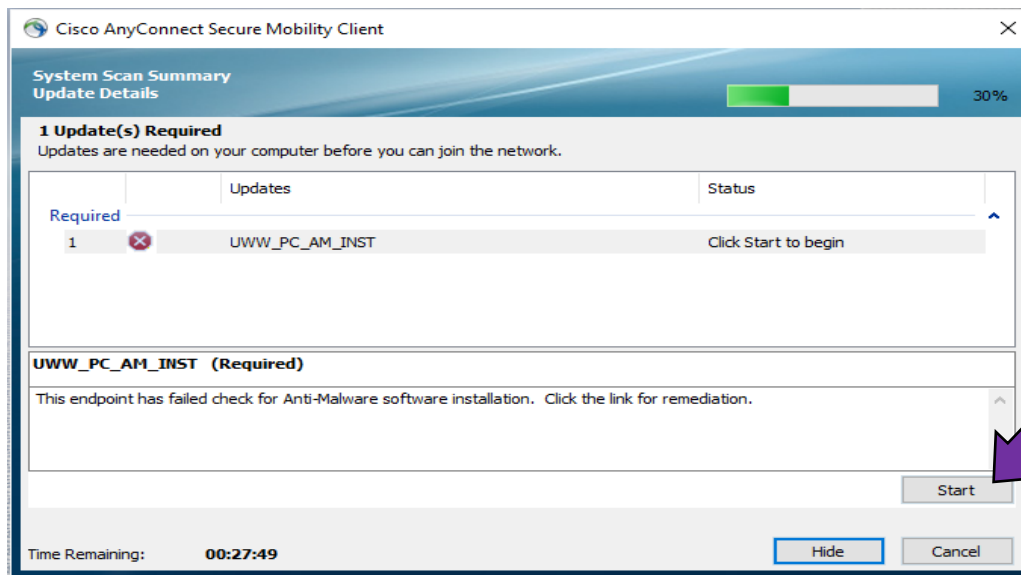 Cisco AnyConnect Secure Mobility Client
System Scan Summary
Update Details
30%
1 Update(s) Required
Updates are needed on your computer before you can join the network.
Updates Status
Required
1 UWW_PC_AM_INST Click Start to begin
UWW_PC_AM_INST (Required)
This endpoint has failed check for Anti-Malware software installation. Click the link for remediation.
Start
Time Remaining: 00:27:49 Hide Cancel